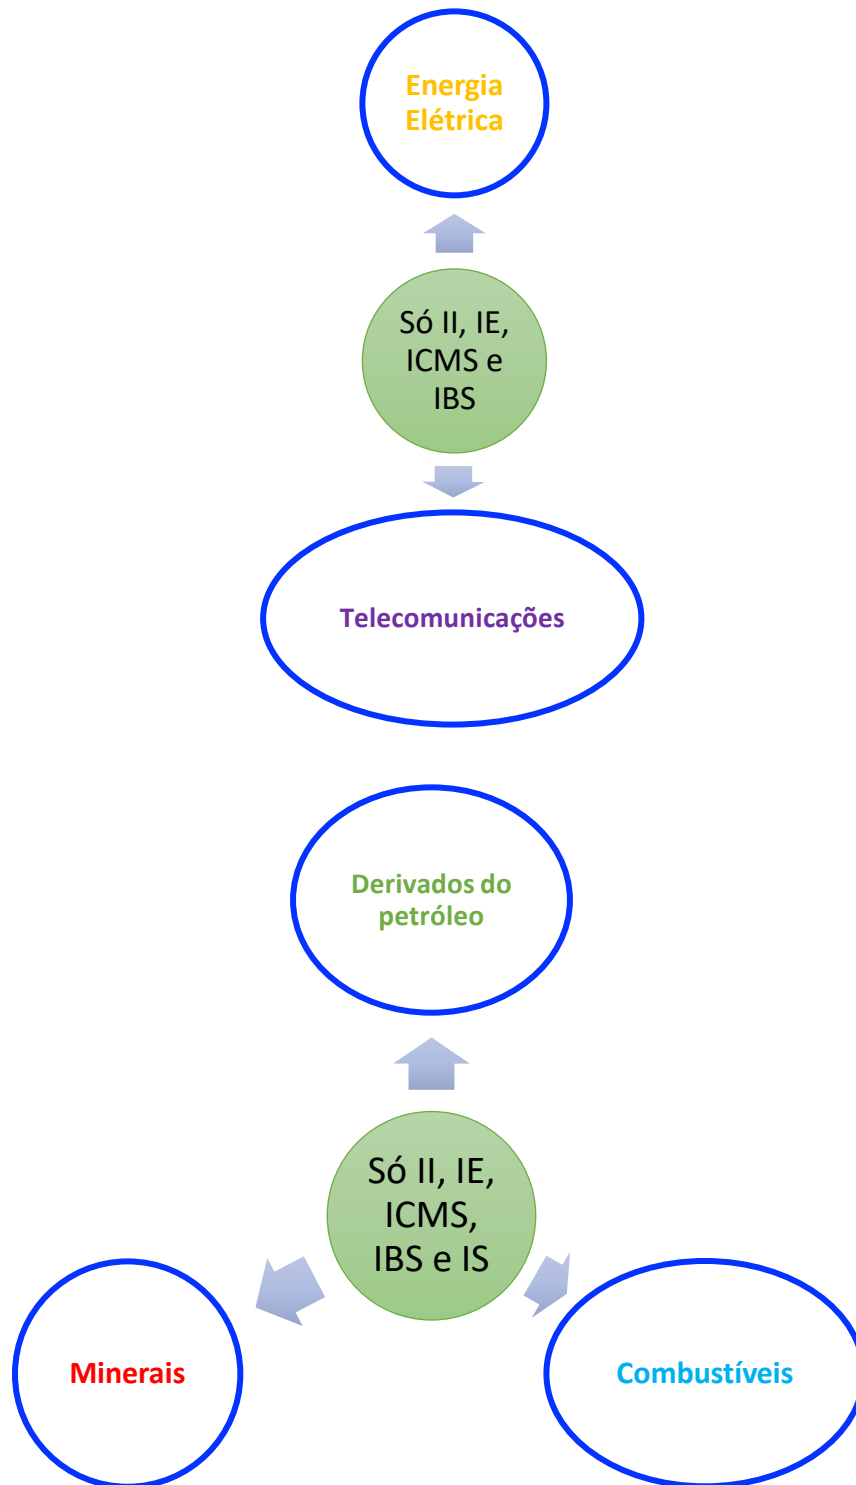 Energia
Elétrica
Só II, IE,
ICMS e
IBS
Telecomunicações
Derivados do
petróleo
Só II, IE,
ICMS,
IBS e IS
Minerais
Combustíveis